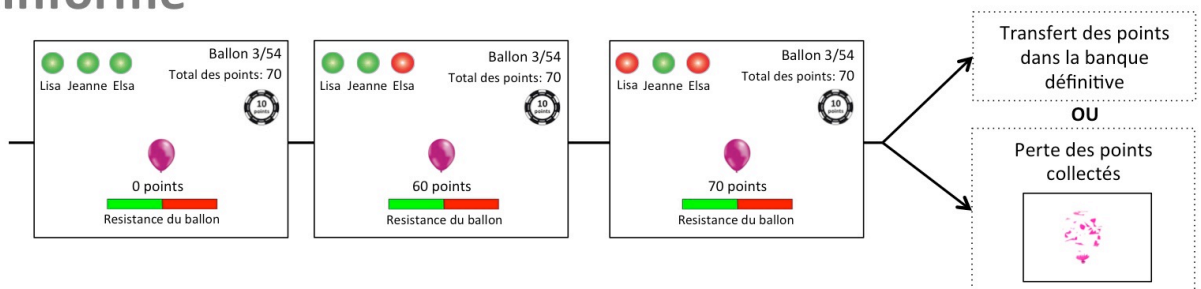 informé
Ballon 3/54
Total des points: 70
Lisa Jeanne Elsa
10
points
0 points
Resistance du ballon
Ballon 3/54
Total des points: 70
Lisa Jeanne Elsa
10
points
60 points
Resistance du ballon
Ballon 3/54
Total des points: 70
Lisa Jeanne Elsa
10
points
70 points
Resistance du ballon
Transfert des points
dans la banque
définitive
OU
Perte des points
collectés